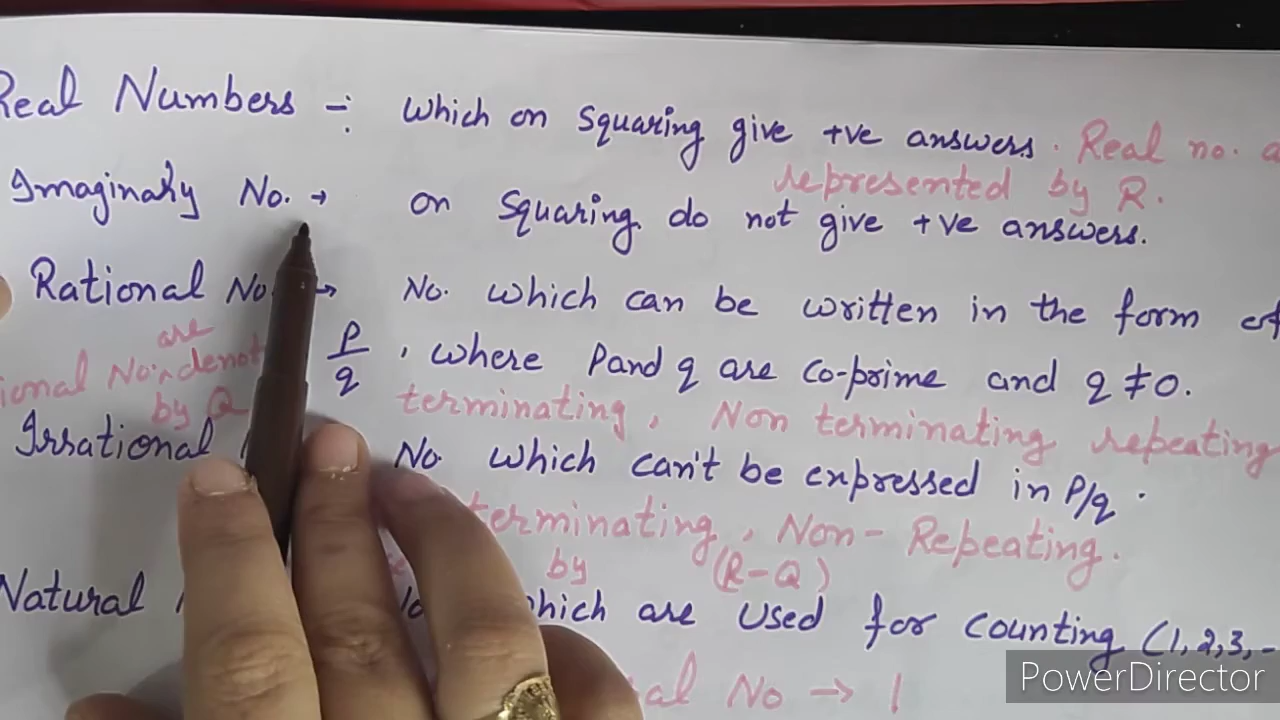 Real Numbers -: Which on squaring give +ve answers. Real no.
represented by R.
Imaginary No. → on squaring do not give +ve answers.
Rational No. → No. which can be written in the form of
are
No. denot
by Q
P/q, where P and q are co-prime and q ≠ 0.
terminating, Non terminating repeating
Irrational No. which can't be expressed in P/q.
terminating, Non-Repeating.
by (R-Q)
Natural which are used for counting (1,2,3,-
No → 1
PowerDirector